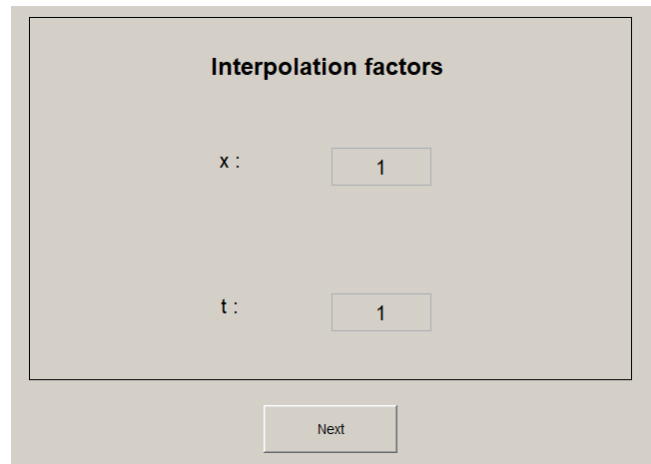 Interpolation factors
x : 1
t : 1
Next